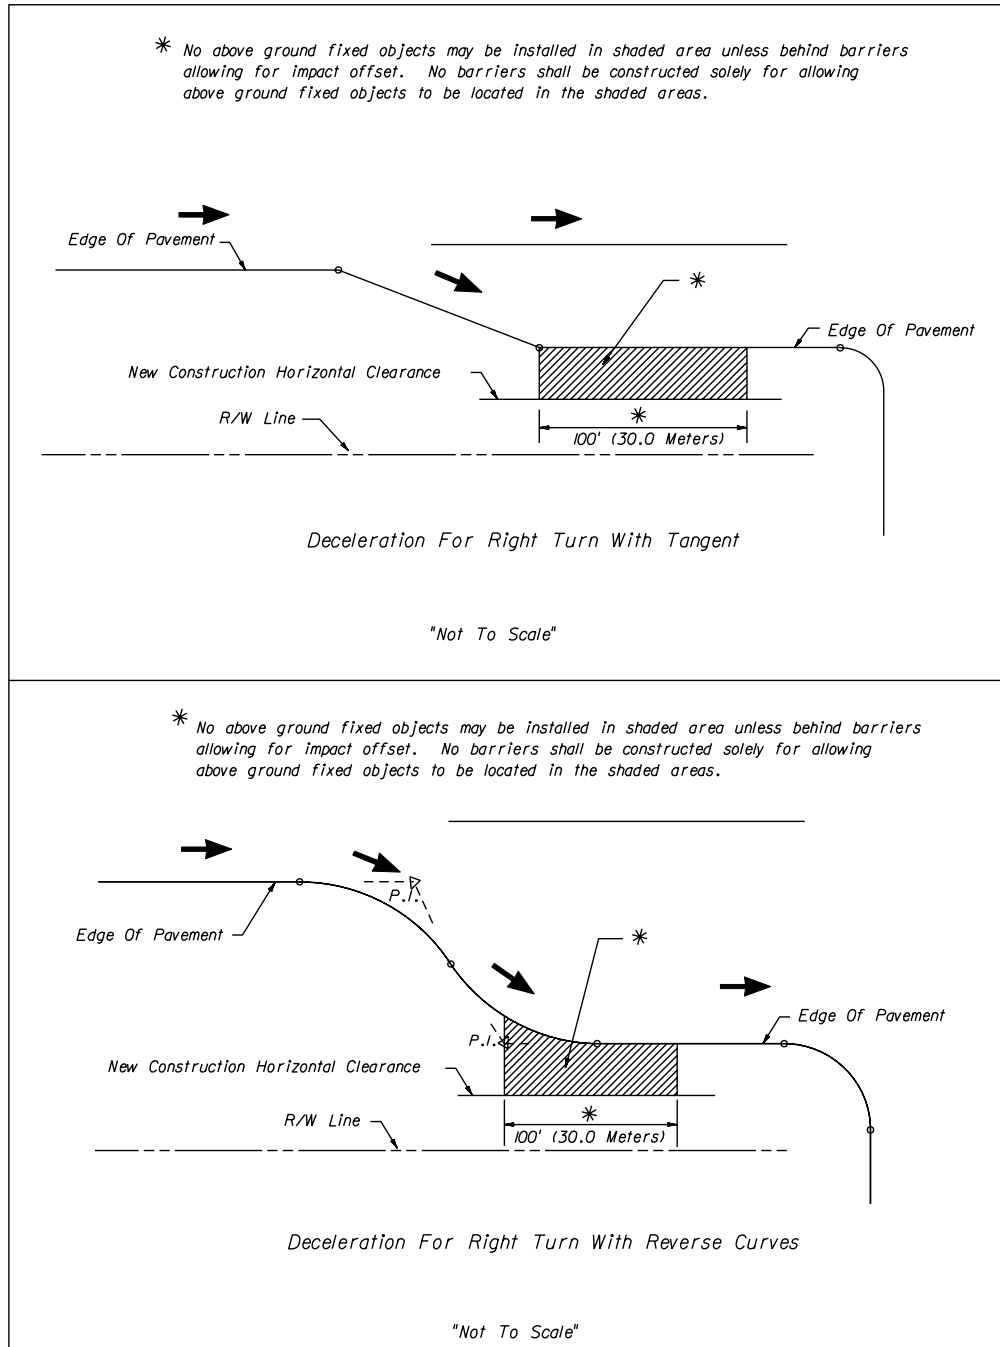 * No above ground fixed objects may be installed in shaded area unless behind barriers
allowing for impact offset. No barriers shall be constructed solely for allowing
above ground fixed objects to be located in the shaded areas.
Edge Of Pavement
*
Edge Of Pavement
New Construction Horizontal Clearance
R/W Line
*
100' (30.0 Meters)
Deceleration For Right Turn With Tangent
"Not To Scale"
* No above ground fixed objects may be installed in shaded area unless behind barriers
allowing for impact offset. No barriers shall be constructed solely for allowing
above ground fixed objects to be located in the shaded areas.
P.I.
Edge Of Pavement
*
Edge Of Pavement
P.I.
New Construction Horizontal Clearance
R/W Line
*
100' (30.0 Meters)
Deceleration For Right Turn With Reverse Curves
"Not To Scale"